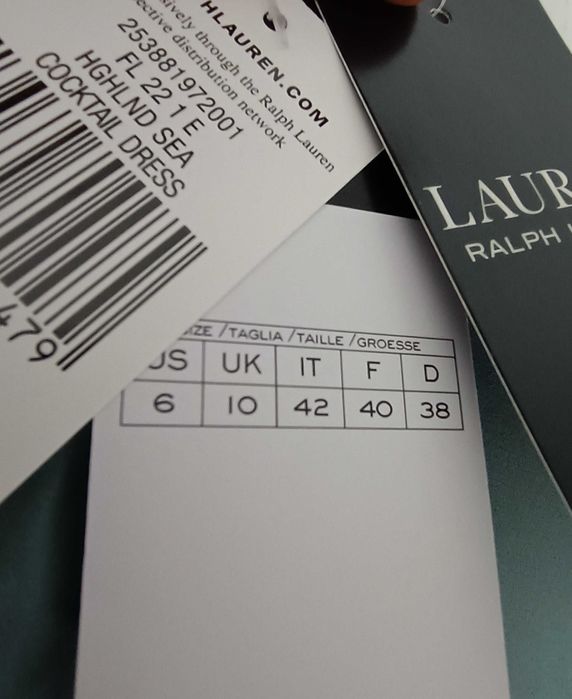 HLAUREN.COM
sively through the Ralph Lauren
ective distribution network
253881972001
FL 22 1 E
HGHLND SEA
COCKTAIL DRESS
479
LAUR
RALPH
IZE / TAGLIA / TAILLE / GROESSE
US UK IT F D
6 10 42 40 38